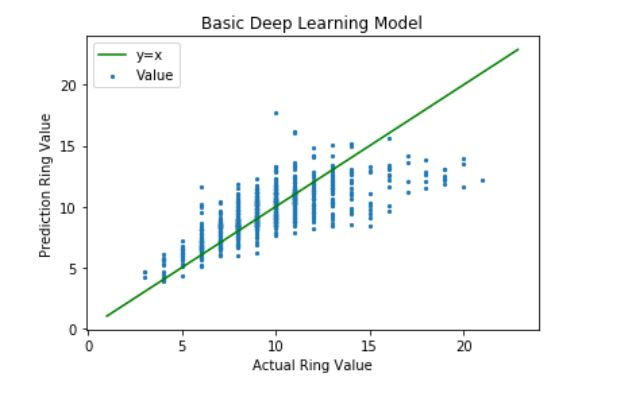 Basic Deep Learning Model
y=x
Value
20
15
10
5
0
Prediction Ring Value
0 5 10 15 20
Actual Ring Value